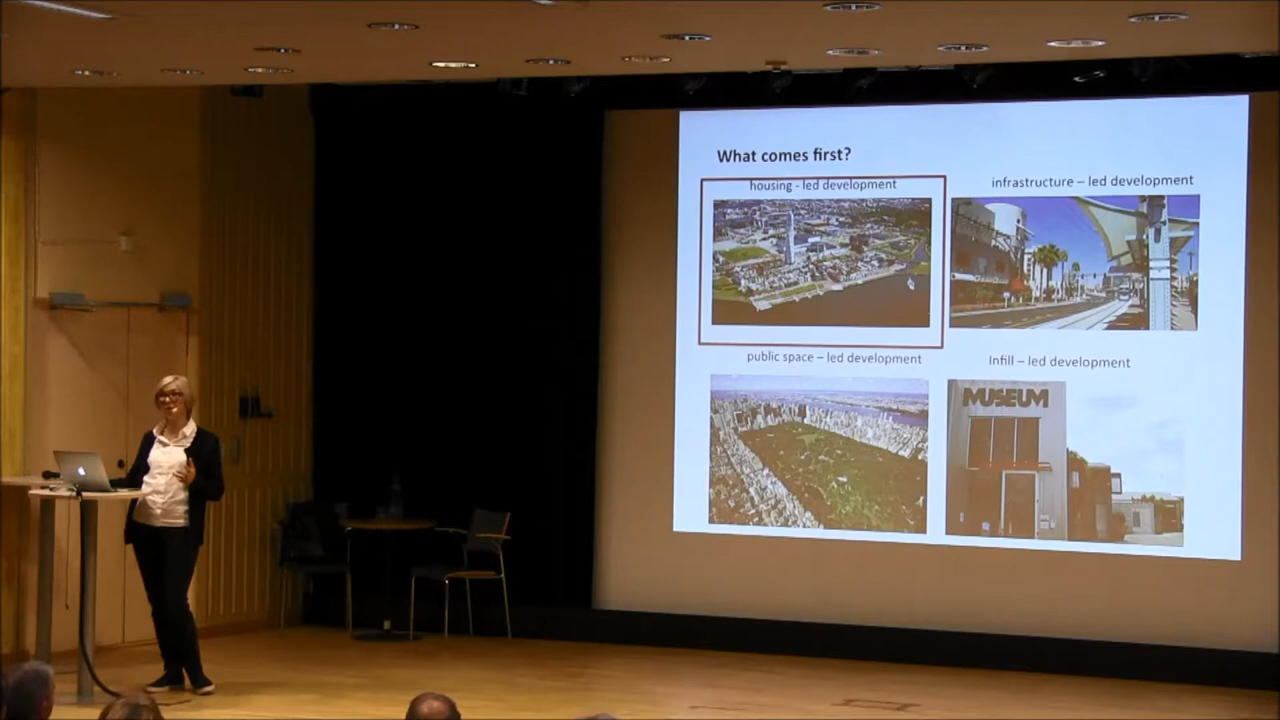 What comes first?
housing - led development
infrastructure – led development
public space – led development
Infill – led development
MUSEUM